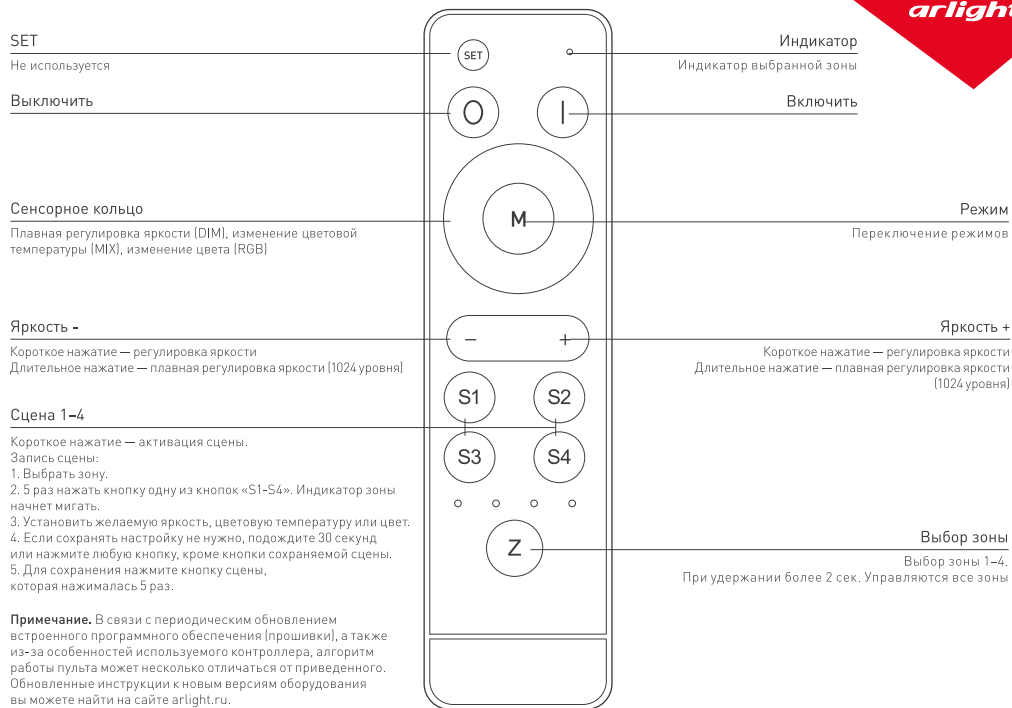 arlight
SET
Не используется
Выключить
Сенсорное кольцо
Плавная регулировка яркости (DIM), изменение цветовой
температуры (MIX), изменение цвета (RGB)
Яркость -
Короткое нажатие — регулировка яркости
Длительное нажатие — плавная регулировка яркости (1024 уровня)
Сцена 1–4
Короткое нажатие — активация сцены.
Запись сцены:
1. Выбрать зону.
2. 5 раз нажать кнопку одну из кнопок «S1-S4». Индикатор зоны
начнет мигать.
3. Установить желаемую яркость, цветовую температуру или цвет.
4. Если сохранять настройку не нужно, подождите 30 секунд
или нажмите любую кнопку, кроме кнопки сохраняемой сцены.
5. Для сохранения нажмите кнопку сцены,
которая нажималась 5 раз.
Примечание. В связи с периодическим обновлением
встроенного программного обеспечения (прошивки), а также
из-за особенностей используемого контроллера, алгоритм
работы пульта может несколько отличаться от приведенного.
Обновленные инструкции к новым версиям оборудования
вы можете найти на сайте arlight.ru.
SET
O I
M
– +
S1 S2
S3 S4
Z
Индикатор
Индикатор выбранной зоны
Включить
Режим
Переключение режимов
Яркость +
Короткое нажатие — регулировка яркости
Длительное нажатие — плавная регулировка яркости
(1024 уровня)
Выбор зоны
Выбор зоны 1–4.
При удержании более 2 сек. Управляются все зоны